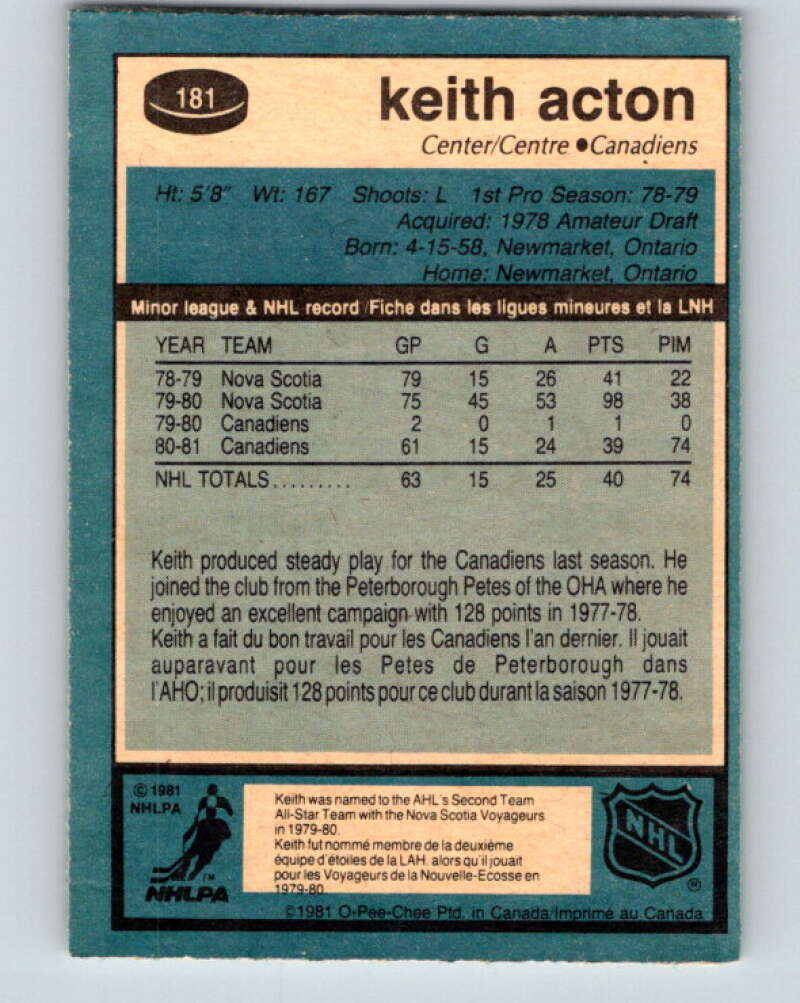 181
keith acton
Center/Centre ●Canadiens
Ht: 5'8" Wt: 167 Shoots: L 1st Pro Season: 78-79
Acquired: 1978 Amateur Draft
Born: 4-15-58, Newmarket, Ontario
Home: Newmarket, Ontario
Minor league & NHL record/Fiche dans les ligues mineures et la LNH
YEAR TEAM GP G A PTS PIM
78-79 Nova Scotia 79 15 26 41 22
79-80 Nova Scotia 75 45 53 98 38
79-80 Canadiens 2 0 1 1 0
80-81 Canadiens 61 15 24 39 74
NHL TOTALS......... 63 15 25 40 74
Keith produced steady play for the Canadiens last season. He
joined the club from the Peterborough Petes of the OHA where he
enjoyed an excellent campaign with 128 points in 1977-78.
Keith a fait du bon travail pour les Canadiens l'an dernier. Il jouait
auparavant pour les Petes de Peterborough dans
l'AHO; il produisit 128 points pour ce club durant la saison 1977-78.
© 1981
NHLPA
TM
NHLPA
Keith was named to the AHL's Second Team
All-Star Team with the Nova Scotia Voyageurs
in 1979-80.
Keith fut nommé membre de la deuxième
équipe d'étoiles de la LAH, alors qu'il jouait
pour les Voyageurs de la Nouvelle-Ecosse en
1979-80.
NHL
®
©1981 O-Pee-Chee Ptd. in Canada/Imprimé au Canada